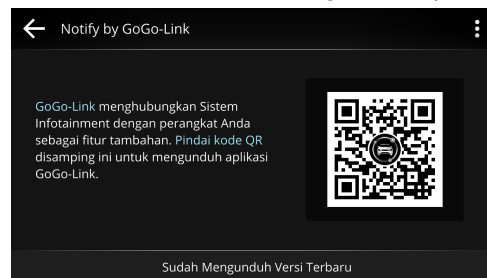 Notify by GoGo-Link
GoGo-Link menghubungkan Sistem
Infotainment dengan perangkat Anda
sebagai fitur tambahan. Pindai kode QR
disamping ini untuk mengunduh aplikasi
GoGo-Link.
Sudah Mengunduh Versi Terbaru